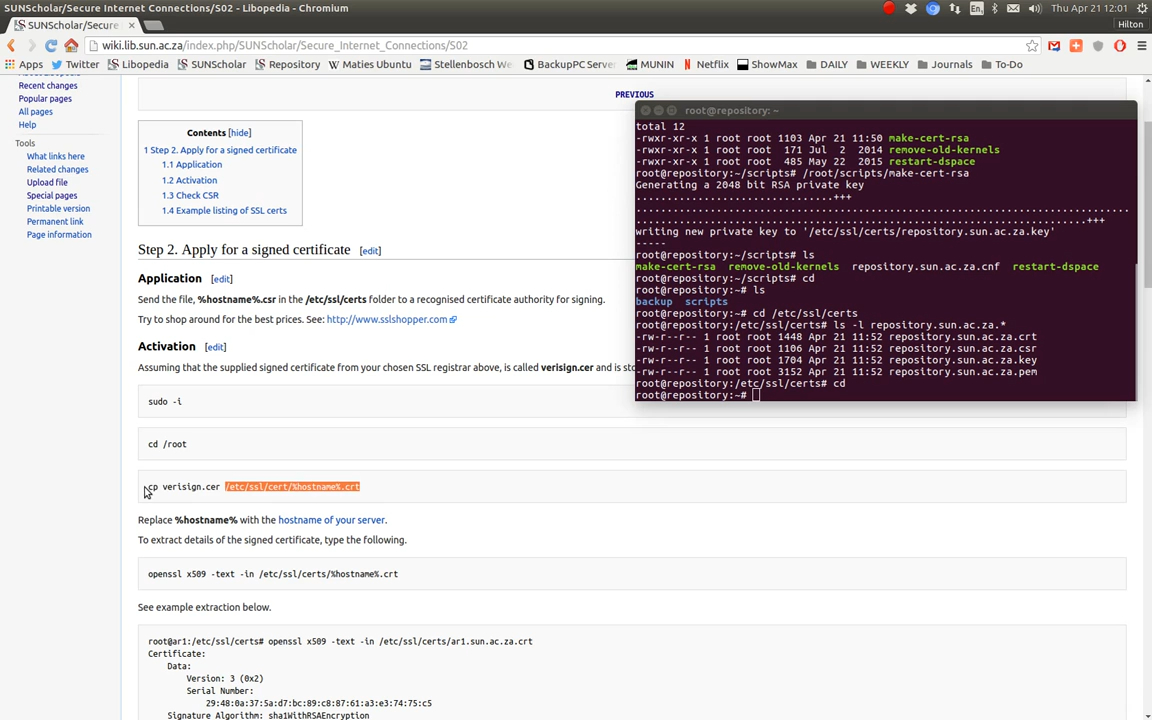 SUNScholar/Secure Internet Connections/S02 - Libopedia - Chromium
En
Thu Apr 21 12:01
SUNScholar/Secure
Hilton
wiki.lib.sun.ac.za/index.php/SUNScholar/Secure_Internet_Connections/S02
Apps
Twitter
Libopedia
SUNScholar
Repository
Maties Ubuntu
Stellenbosch We
BackupPC Server
MUNIN
Netflix
ShowMax
DAILY
WEEKLY
Journals
To-Do
Recent changes
Popular pages
All pages
Help
Tools
What links here
Related changes
Upload file
Special pages
Printable version
Permanent link
Page information
PREVIOUS
Contents [hide]
1 Step 2. Apply for a signed certificate
1.1 Application
1.2 Activation
1.3 Check CSR
1.4 Example listing of SSL certs
Step 2. Apply for a signed certificate [edit]
Application [edit]
Send the file, %hostname%.csr in the /etc/ssl/certs folder to a recognised certificate authority for signing.
Try to shop around for the best prices. See: http://www.sslshopper.com
Activation [edit]
Assuming that the supplied signed certificate from your chosen SSL registrar above, is called verisign.cer and is sto
sudo -i
cd /root
cp verisign.cer /etc/ssl/cert/%hostname%.crt
Replace %hostname% with the hostname of your server.
To extract details of the signed certificate, type the following.
openssl x509 -text -in /etc/ssl/certs/%hostname%.crt
See example extraction below.
root@ar1:/etc/ssl/certs# openssl x509 -text -in /etc/ssl/certs/ar1.sun.ac.za.crt
Certificate:
Data:
Version: 3 (0x2)
Serial Number:
29:48:0a:37:5a:d7:bc:89:c8:87:61:a3:e3:74:75:c5
Signature Algorithm: sha1WithRSAEncryption
root@repository: ~
total 12
-rwxr-xr-x 1 root root 1103 Apr 21 11:50 make-cert-rsa
-rwxr-xr-x 1 root root  171 Jul  2  2014 remove-old-kernels
-rwxr-xr-x 1 root root  485 May 22  2015 restart-dspace
root@repository:~/scripts# /root/scripts/make-cert-rsa
Generating a 2048 bit RSA private key
...............................+++
.....................................................................................
................................................................................+++
writing new private key to '/etc/ssl/certs/repository.sun.ac.za.key'
-----
root@repository:~/scripts# ls
make-cert-rsa  remove-old-kernels  repository.sun.ac.za.cnf  restart-dspace
root@repository:~/scripts# cd
root@repository:~# ls
backup  scripts
root@repository:~# cd /etc/ssl/certs
root@repository:/etc/ssl/certs# ls -l repository.sun.ac.za.*
-rw-r--r-- 1 root root 1448 Apr 21 11:52 repository.sun.ac.za.crt
-rw-r--r-- 1 root root 1106 Apr 21 11:52 repository.sun.ac.za.csr
-rw-r--r-- 1 root root 1704 Apr 21 11:52 repository.sun.ac.za.key
-rw-r--r-- 1 root root 3152 Apr 21 11:52 repository.sun.ac.za.pem
root@repository:/etc/ssl/certs# cd
root@repository:~#